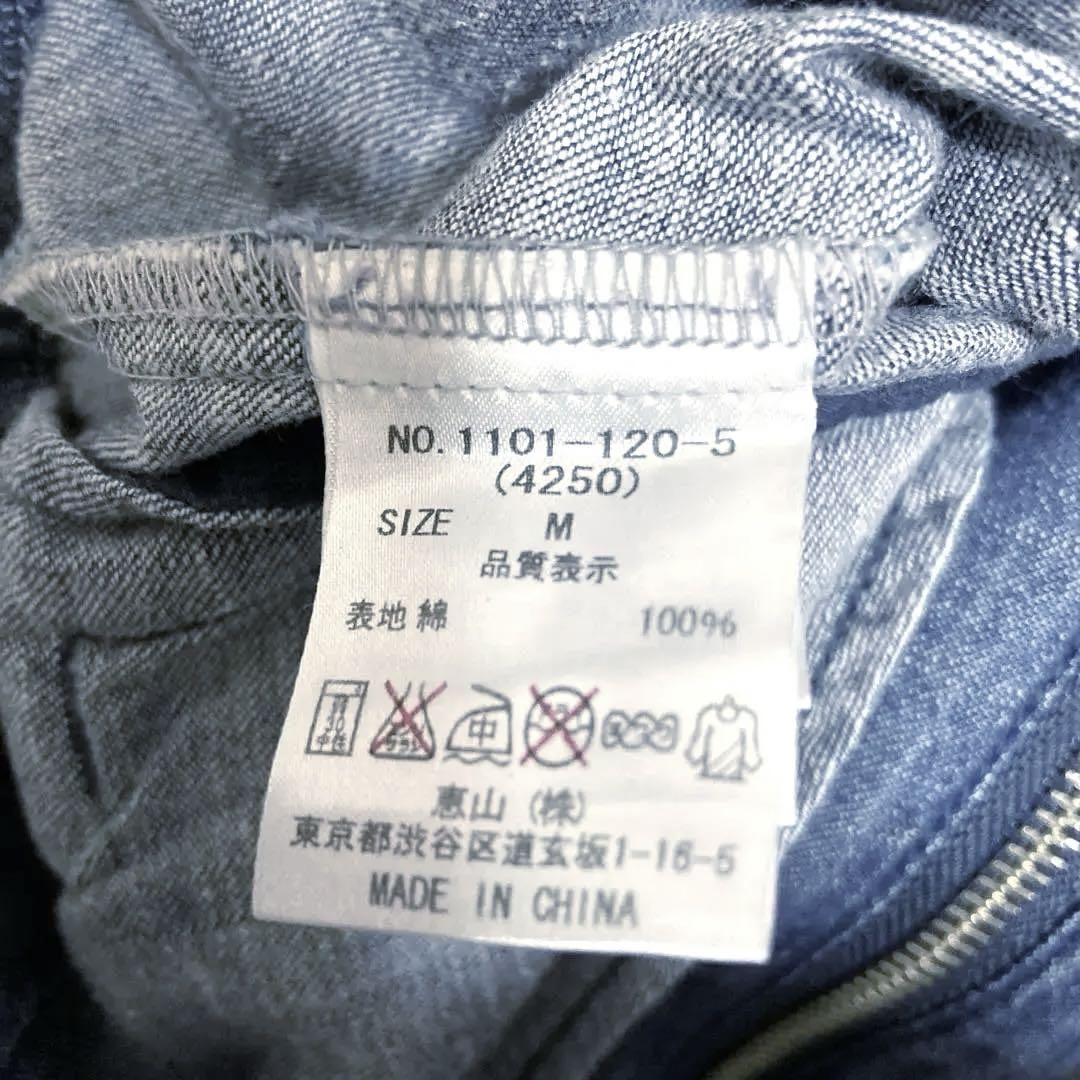 NO.1101-120-5
(4250)
SIZE M
品質表示
表地 綿 100%
中
恵山 (株)
東京都渋谷区道玄坂1-16-5
MADE IN CHINA